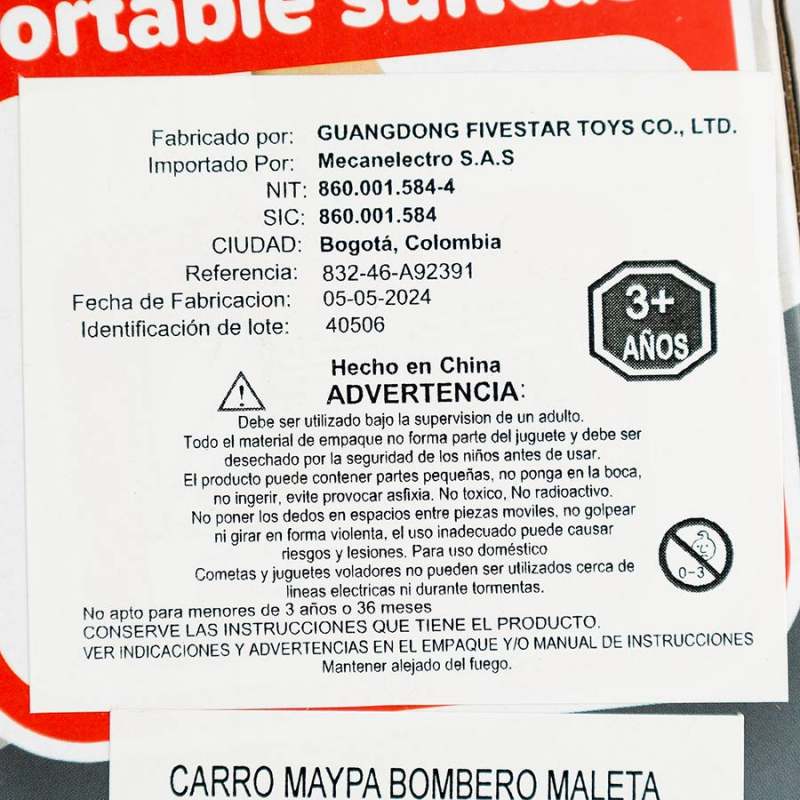 ortable suitcas
Fabricado por: GUANGDONG FIVESTAR TOYS CO., LTD.
Importado Por: Mecanelectro S.A.S
NIT: 860.001.584-4
SIC: 860.001.584
CIUDAD: Bogotá, Colombia
Referencia: 832-46-A92391
Fecha de Fabricacion: 05-05-2024
Identificación de lote: 40506
3+
AÑOS
Hecho en China
ADVERTENCIA:
Debe ser utilizado bajo la supervision de un adulto.
Todo el material de empaque no forma parte del juguete y debe ser
desechado por la seguridad de los niños antes de usar.
El producto puede contener partes pequeñas, no ponga en la boca,
no ingerir, evite provocar asfixia. No toxico, No radioactivo.
No poner los dedos en espacios entre piezas moviles, no golpear
ni girar en forma violenta, el uso inadecuado puede causar
riesgos y lesiones. Para uso doméstico
0-3
Cometas y juguetes voladores no pueden ser utilizados cerca de
lineas electricas ni durante tormentas.
No apto para menores de 3 años o 36 meses
CONSERVE LAS INSTRUCCIONES QUE TIENE EL PRODUCTO.
VER INDICACIONES Y ADVERTENCIAS EN EL EMPAQUE Y/O MANUAL DE INSTRUCCIONES
Mantener alejado del fuego.
CARRO MAYPA BOMBERO MALETA